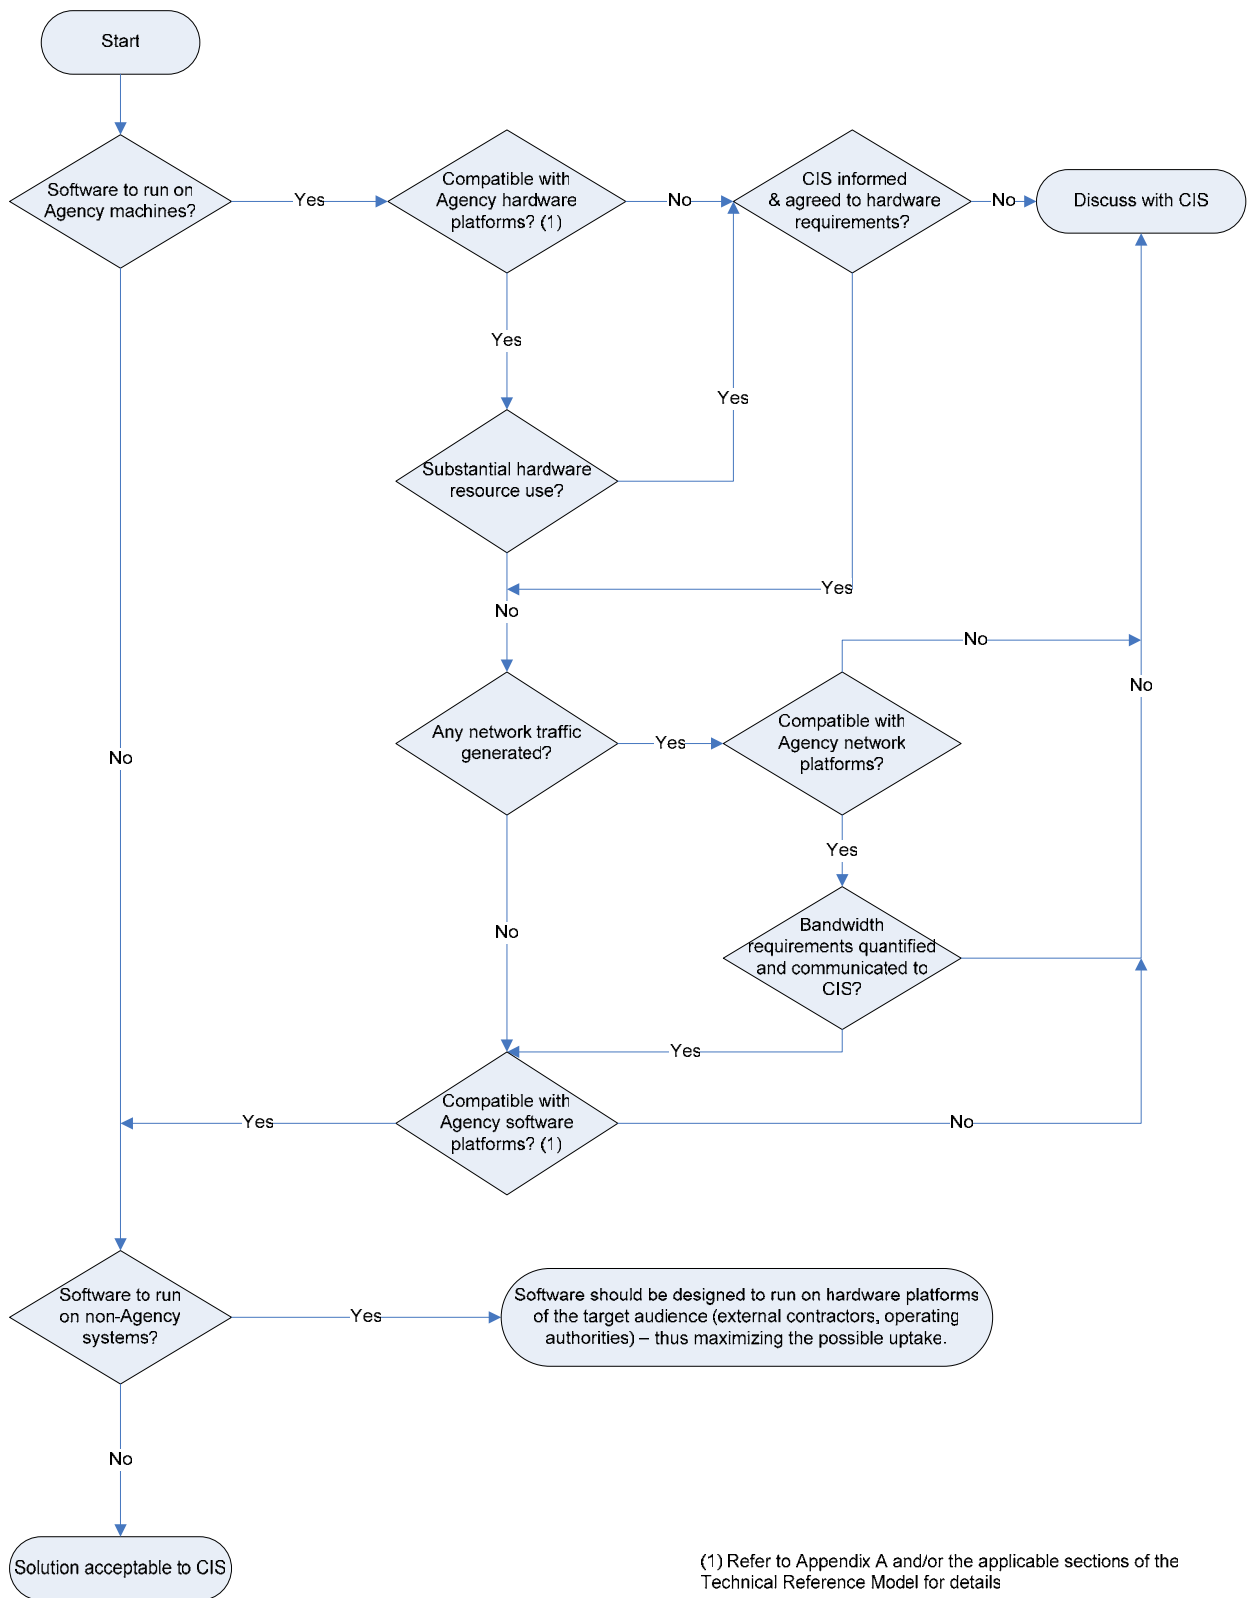 Start
Software to run on
Agency machines?
Yes
Compatible with
Agency hardware
platforms? (1)
No
CIS informed
& agreed to hardware
requirements?
No
Discuss with CIS
Yes
Yes
Substantial hardware
resource use?
Yes
No
No
No
Any network traffic
generated?
Yes
Compatible with
Agency network
platforms?
No
Yes
No
Bandwidth
requirements quantified
and communicated to
CIS?
Yes
Compatible with
Agency software
platforms? (1)
Yes
No
Software to run
on non-Agency
systems?
Yes
Software should be designed to run on hardware platforms
of the target audience (external contractors, operating
authorities) – thus maximizing the possible uptake.
No
Solution acceptable to CIS
(1) Refer to Appendix A and/or the applicable sections of the
Technical Reference Model for details